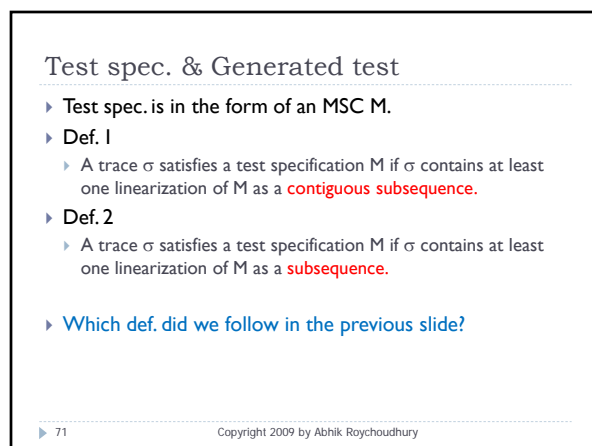 Test spec. & Generated test
Test spec. is in the form of an MSC M.
Def. 1
A trace σ satisfies a test specification M if σ contains at least
one linearization of M as a contiguous subsequence.
Def. 2
A trace σ satisfies a test specification M if σ contains at least
one linearization of M as a subsequence.
Which def. did we follow in the previous slide?
71 Copyright 2009 by Abhik Roychoudhury